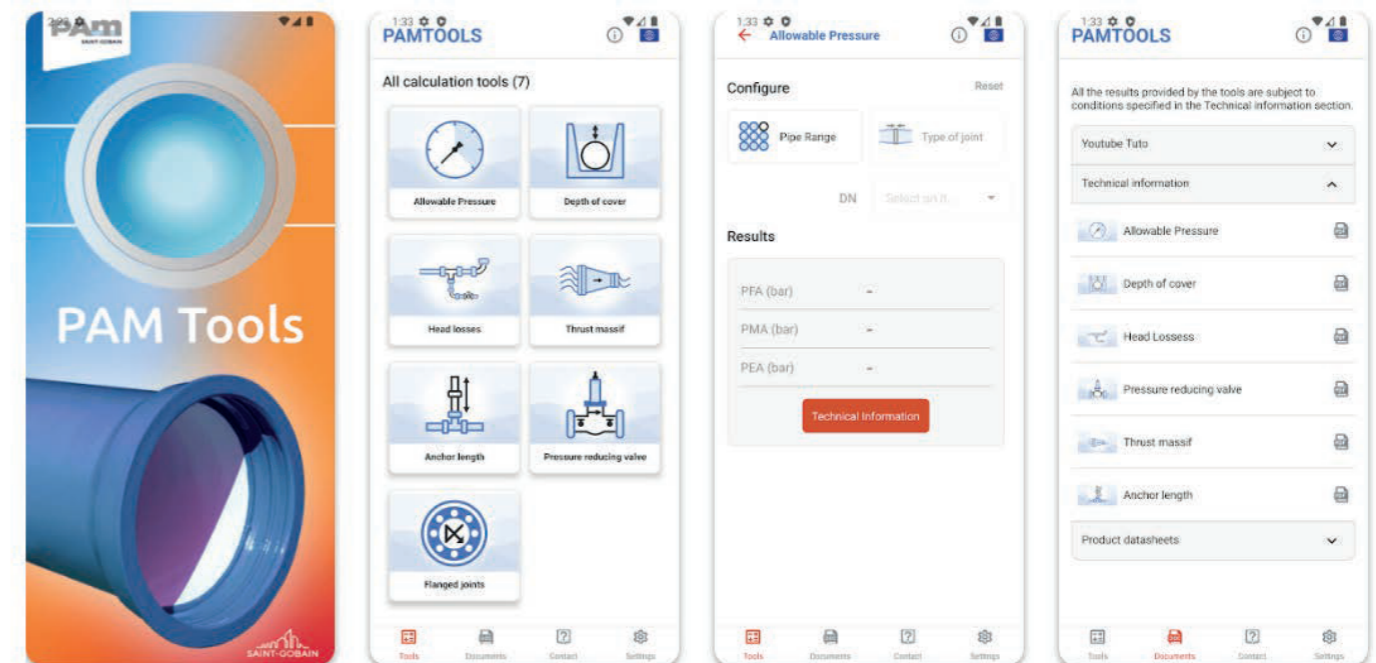 2:23
PAM
SAINT-GOBAIN
PAM Tools
SAINT-GOBAIN
1:33
PAMTOOLS
All calculation tools (7)
Allowable Pressure
Depth of cover
Head losses
Thrust massif
Anchor length
Pressure reducing valve
Flanged joints
Tools
Documents
Contact
Settings
1:33
Allowable Pressure
Configure
Reset
Pipe Range
Type of joint
DN
Results
PFA (bar) -
PMA (bar) -
PEA (bar) -
Technical Information
Tools
Documents
Contact
Settings
1:33
PAMTOOLS
All the results provided by the tools are subject to
conditions specified in the Technical information section.
Youtube Tuto
Technical information
Allowable Pressure
Depth of cover
Head Lossess
Pressure reducing valve
Thrust massif
Anchor length
Product datasheets
Tools
Documents
Contact
Settings